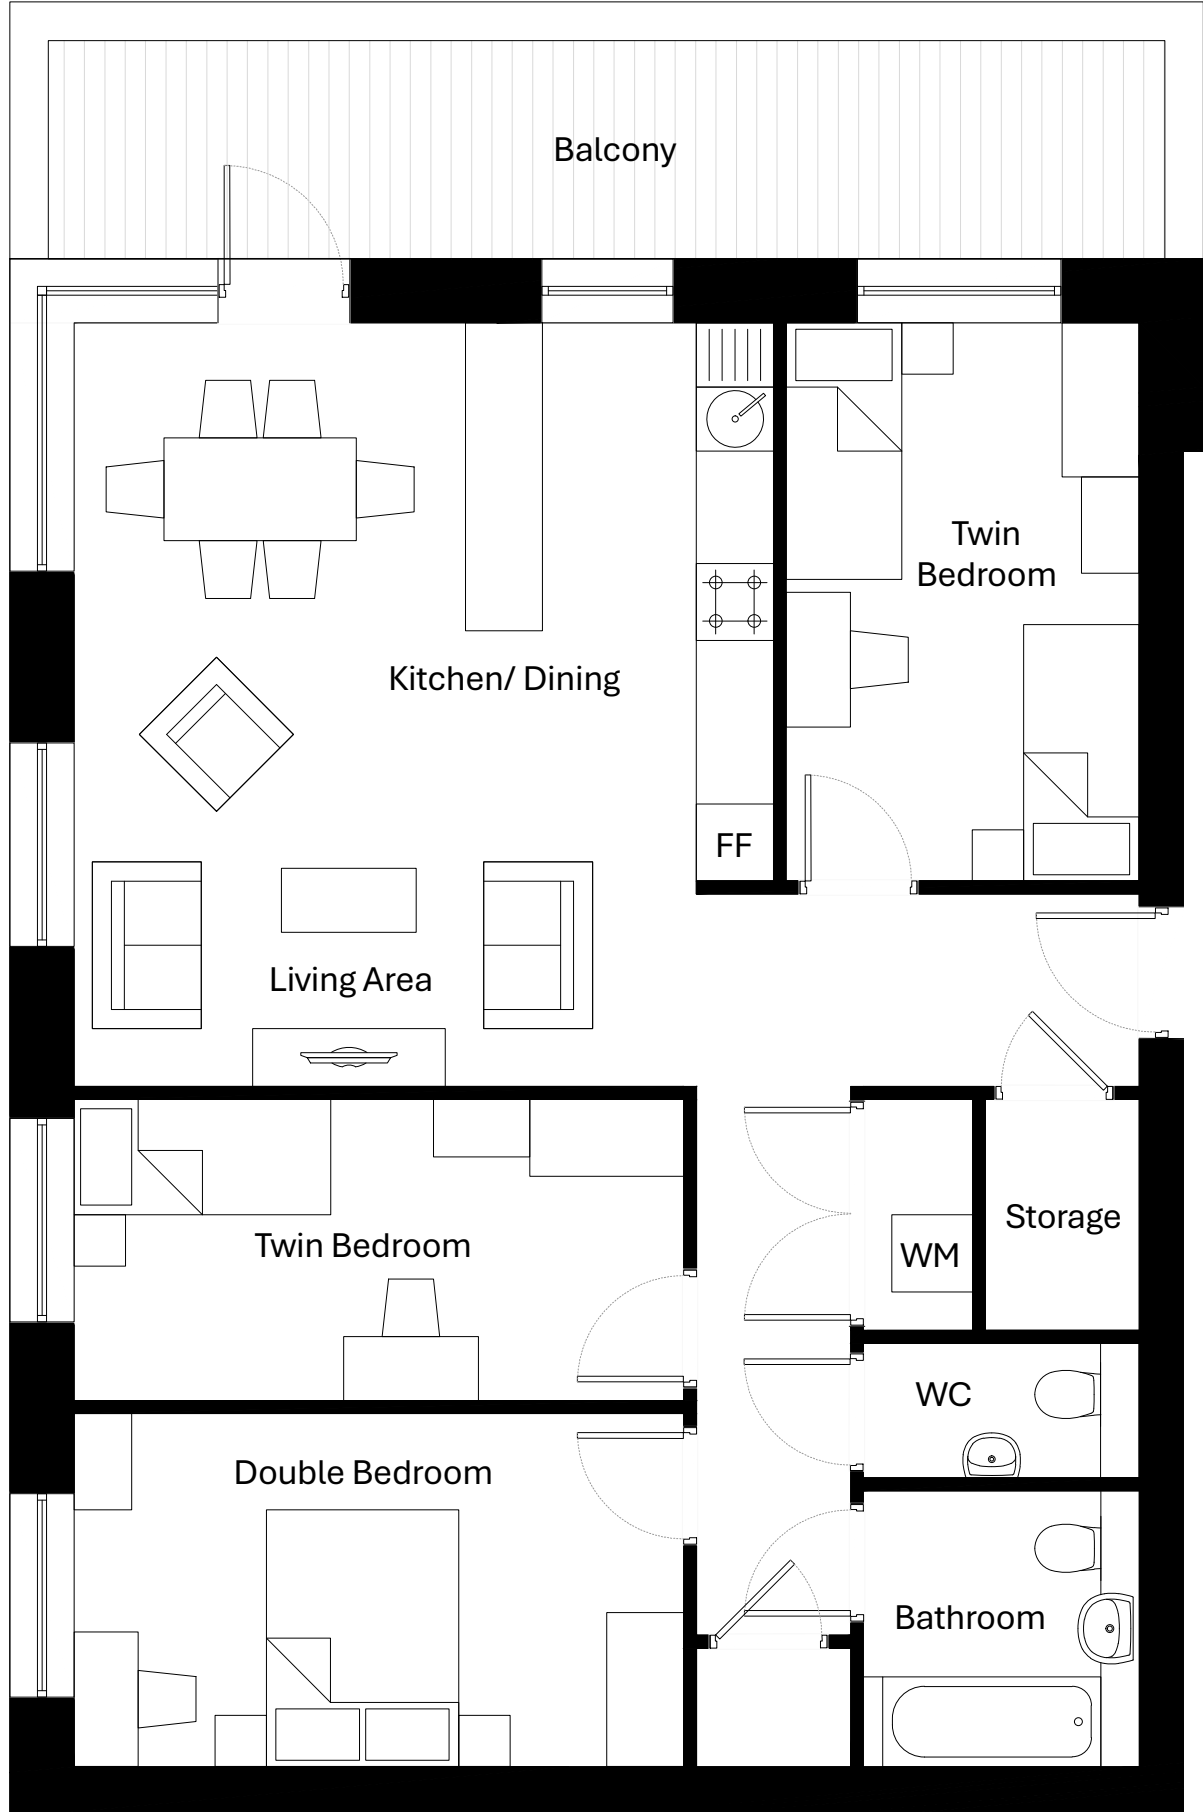 Balcony
Twin
Bedroom
Kitchen/ Dining
FF
Living Area
Storage
Twin Bedroom
WM
WC
Double Bedroom
Bathroom